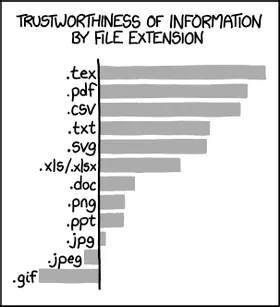 TRUSTWORTHINESS OF INFORMATION
BY FILE EXTENSION
.tex
.pdf
.csv
.txt
.svg
.xls/.xlsx
.doc
.png
.ppt
.jpg
.jpeg
.gif